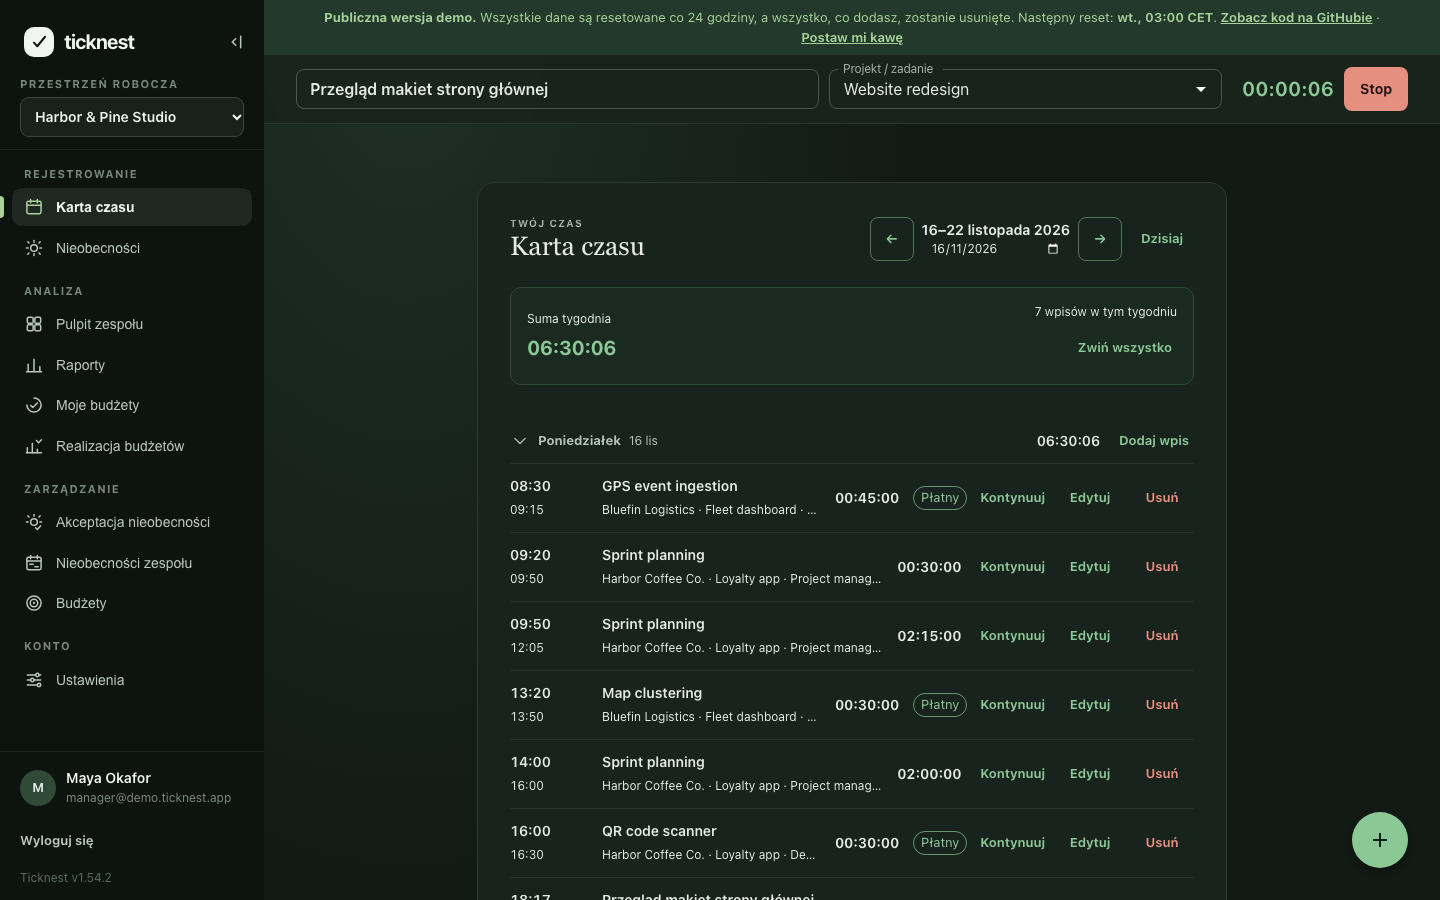 Publiczna wersja demo. Wszystkie dane są resetowane co 24 godziny, a wszystko, co dodasz, zostanie usunięte. Następny reset: wt., 03:00 CET. Zobacz kod na GitHubie ·
Postaw mi kawę
ticknest
PRZESTRZEŃ ROBOCZA
Harbor & Pine Studio
REJESTROWANIE
Karta czasu
Nieobecności
ANALIZA
Pulpit zespołu
Raporty
Moje budżety
Realizacja budżetów
ZARZĄDZANIE
Akceptacja nieobecności
Nieobecności zespołu
Budżety
KONTO
Ustawienia
M
Maya Okafor
manager@demo.ticknest.app
Wyloguj się
Ticknest v1.54.2
Przegląd makiet strony głównej
Projekt / zadanie
Website redesign
00:00:06
Stop
TWÓJ CZAS
Karta czasu
16–22 listopada 2026
16/11/2026
Dzisiaj
Suma tygodnia
06:30:06
7 wpisów w tym tygodniu
Zwiń wszystko
Poniedziałek 16 lis
06:30:06 Dodaj wpis
08:30 GPS event ingestion
09:15 Bluefin Logistics · Fleet dashboard · ...
00:45:00 Płatny Kontynuuj Edytuj Usuń
09:20 Sprint planning
09:50 Harbor Coffee Co. · Loyalty app · Project manag...
00:30:00 Kontynuuj Edytuj Usuń
09:50 Sprint planning
12:05 Harbor Coffee Co. · Loyalty app · Project manag...
02:15:00 Kontynuuj Edytuj Usuń
13:20 Map clustering
13:50 Bluefin Logistics · Fleet dashboard · ...
00:30:00 Płatny Kontynuuj Edytuj Usuń
14:00 Sprint planning
16:00 Harbor Coffee Co. · Loyalty app · Project manag...
02:00:00 Kontynuuj Edytuj Usuń
16:00 QR code scanner
16:30 Harbor Coffee Co. · Loyalty app · De...
00:30:00 Płatny Kontynuuj Edytuj Usuń
18:17 Przegląd makiet strony głównej